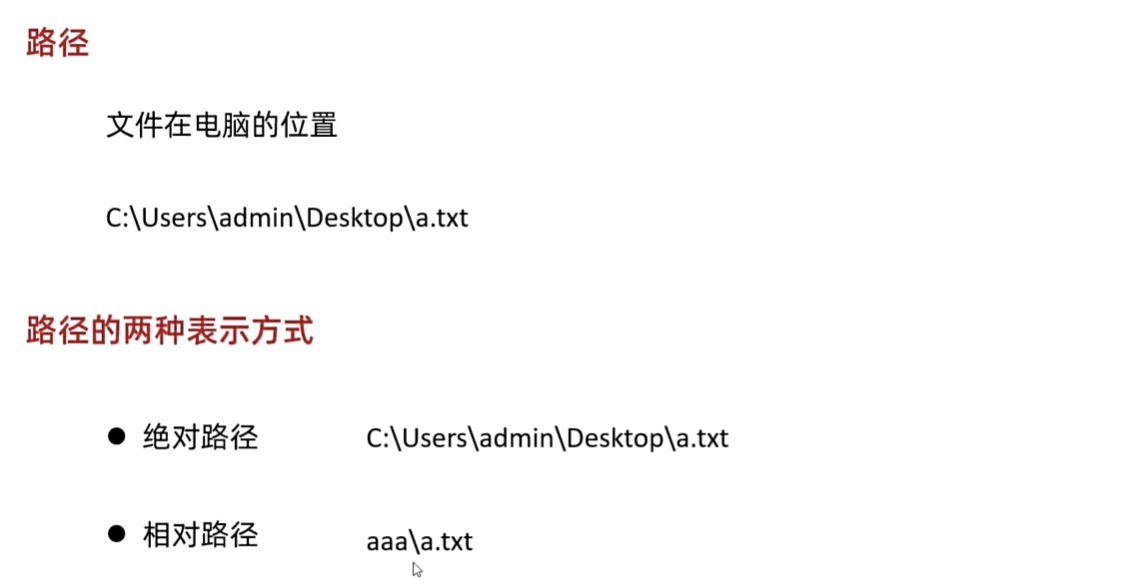 路径
文件在电脑的位置
C:\Users\admin\Desktop\a.txt
路径的两种表示方式
● 绝对路径 C:\Users\admin\Desktop\a.txt
● 相对路径 aaa\a.txt